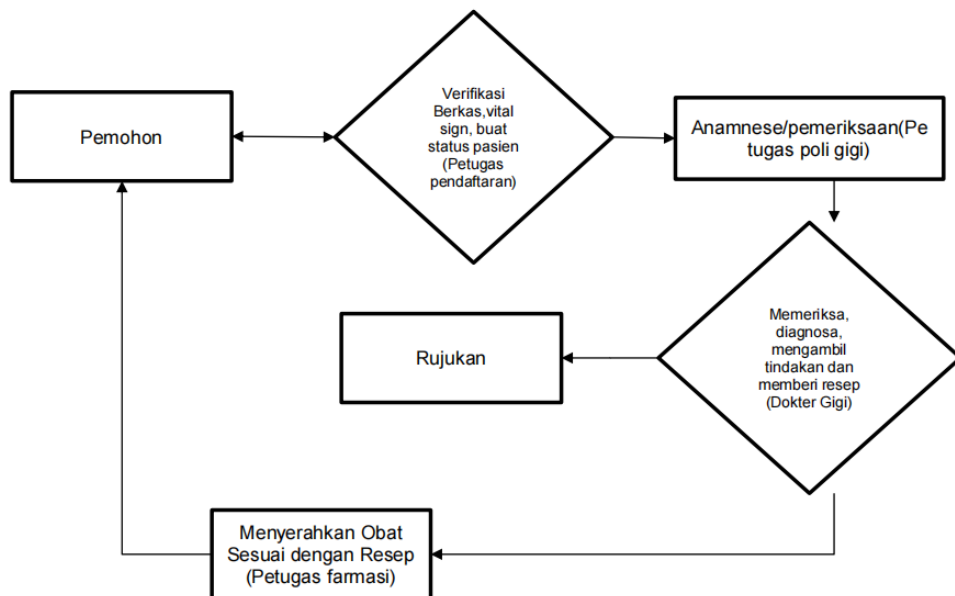 Pemohon
Verifikasi
Berkas,vital
sign, buat
status pasien
(Petugas
pendaftaran)
Anamnese/pemeriksaan(Pe
tugas poli gigi)
Memeriksa,
diagnosa,
mengambil
tindakan dan
memberi resep
(Dokter Gigi)
Rujukan
Menyerahkan Obat
Sesuai dengan Resep
(Petugas farmasi)